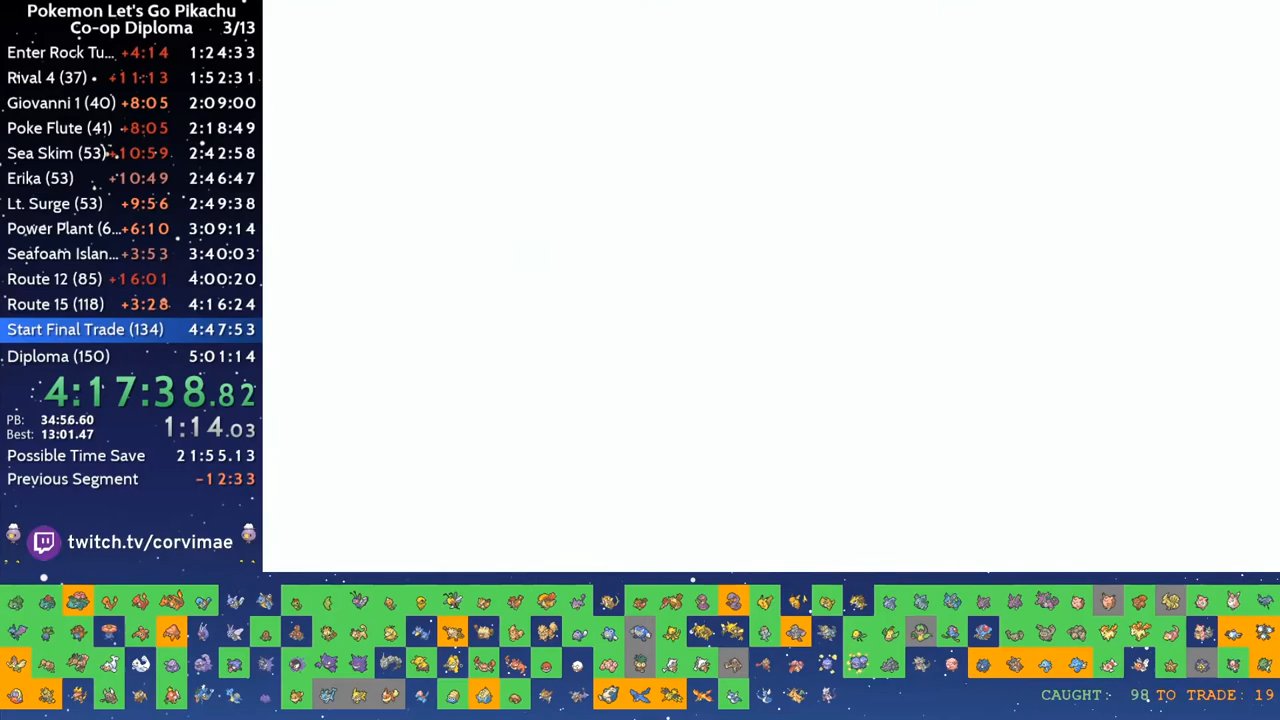 Pokemon Let's Go Pikachu
Co-op Diploma 3/13
Enter Rock Tu... +4:14 1:24:33
Rival 4 (37) +11:13 1:52:31
Giovanni 1 (40) +8:05 2:09:00
Poke Flute (41) +8:05 2:18:49
Sea Skim (53) +10:59 2:42:58
Erika (53) +10:49 2:46:47
Lt. Surge (53) +9:56 2:49:38
Power Plant (6... +6:10 3:09:14
Seafoam Islan... +3:53 3:40:03
Route 12 (85) +16:01 4:00:20
Route 15 (118) +3:28 4:16:24
Start Final Trade (134) 4:47:53
Diploma (150) 5:01:14
4:17:38.82
PB: 34:56.60
Best: 13:01.47
1:14.03
Possible Time Save 21:55.13
Previous Segment -12:33
twitch.tv/corvimae
CAUGHT: 98 TO TRADE: 19